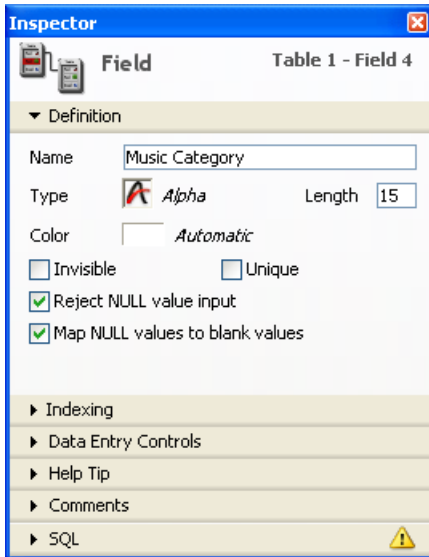 Inspector
Field Table 1 - Field 4
Definition
Name Music Category
Type Alpha Length 15
Color Automatic
Invisible Unique
Reject NULL value input
Map NULL values to blank values
Indexing
Data Entry Controls
Help Tip
Comments
SQL